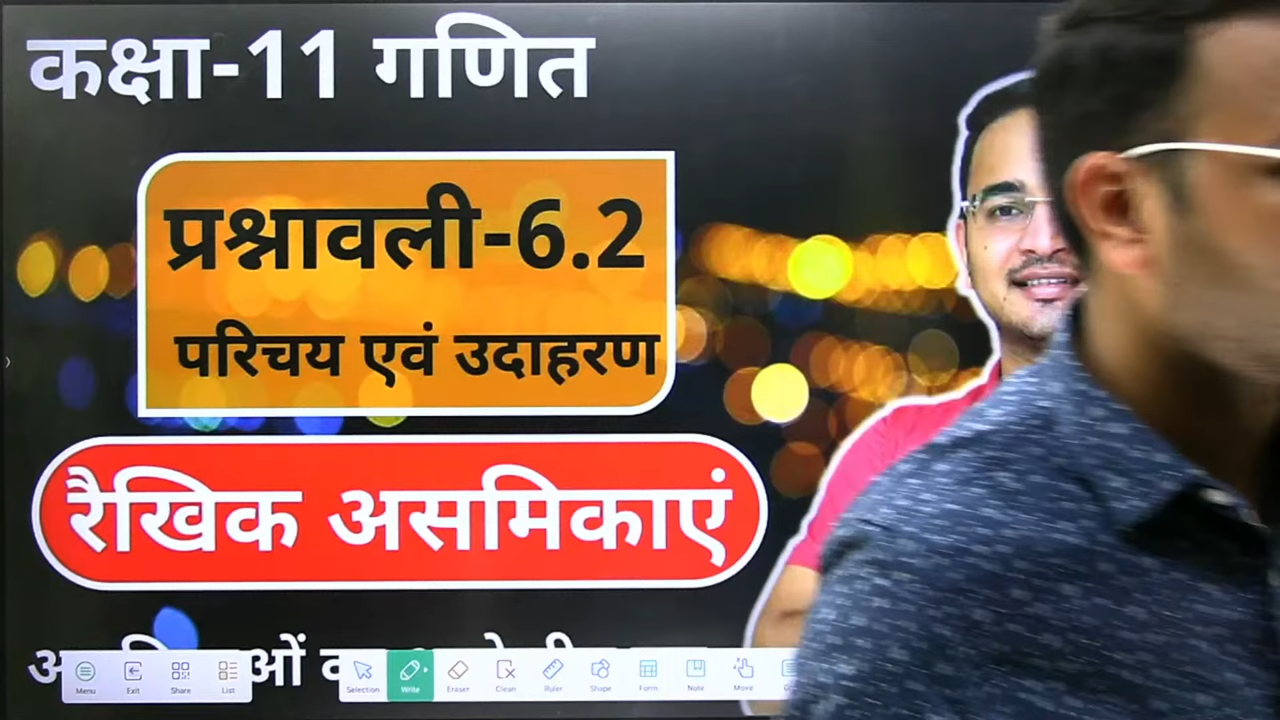 कक्षा-11 गणित
प्रश्नावली-6.2
परिचय एवं उदाहरण
रैखिक असमिकाएं
Menu Exit Share List Selection Write Eraser Clean Ruler Shape Form Note Move